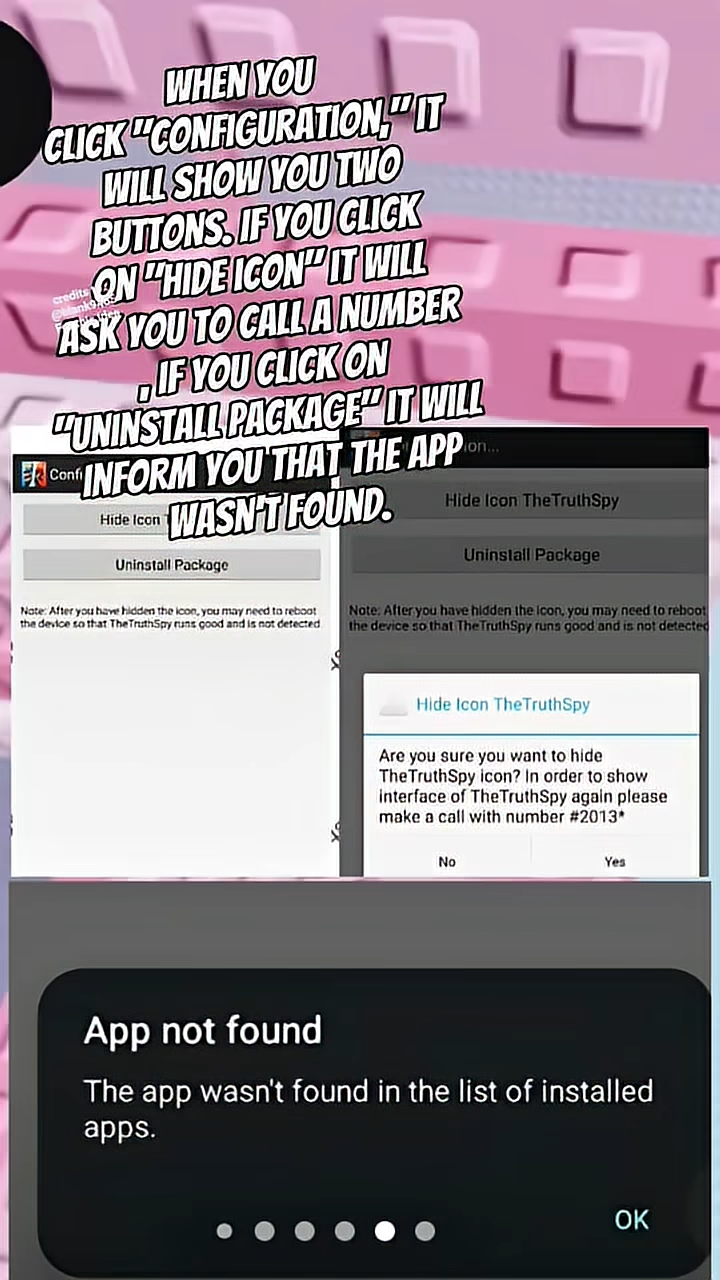 WHEN YOU
CLICK "CONFIGURATION," IT
WILL SHOW YOU TWO
BUTTONS. IF YOU CLICK
ON "HIDE ICON" IT WILL
ASK YOU TO CALL A NUMBER
, IF YOU CLICK ON
"UNINSTALL PACKAGE" IT WILL
INFORM YOU THAT THE APP
WASN'T FOUND.
credits
Confi
Hide Icon T
Uninstall Package
Note: After you have hidden the icon, you may need to reboot
the device so that TheTruthSpy runs good and is not detected
ion...
Hide Icon TheTruthSpy
Uninstall Package
Note: After you have hidden the icon, you may need to reboot
the device so that TheTruthSpy runs good and is not detected
Hide Icon TheTruthSpy
Are you sure you want to hide
TheTruthSpy icon? In order to show
interface of TheTruthSpy again please
make a call with number #2013*
No Yes
App not found
The app wasn't found in the list of installed
apps.
OK